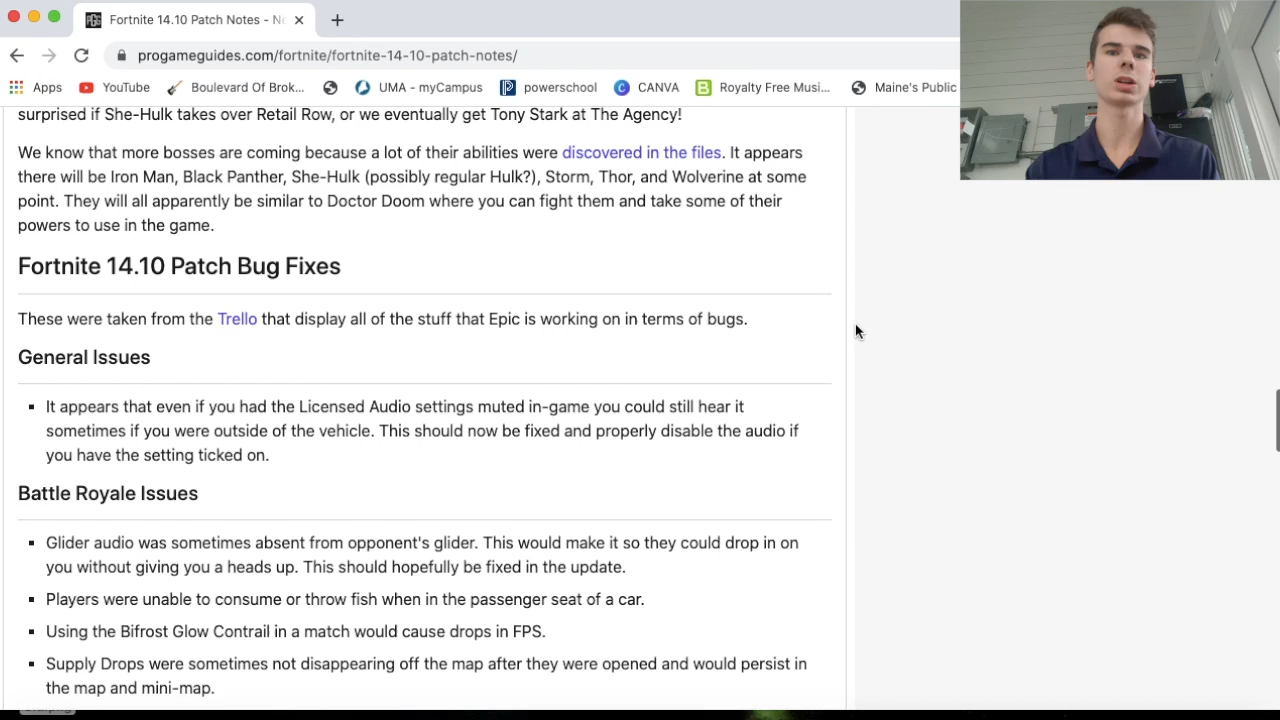 Fortnite 14.10 Patch Notes - Ne
progameguides.com/fortnite/fortnite-14-10-patch-notes/
Apps YouTube Boulevard Of Brok... UMA - myCampus powerschool CANVA Royalty Free Musi... Maine's Public
surprised if She-Hulk takes over Retail Row, or we eventually get Tony Stark at The Agency!
We know that more bosses are coming because a lot of their abilities were discovered in the files. It appears
there will be Iron Man, Black Panther, She-Hulk (possibly regular Hulk?), Storm, Thor, and Wolverine at some
point. They will all apparently be similar to Doctor Doom where you can fight them and take some of their
powers to use in the game.
Fortnite 14.10 Patch Bug Fixes
These were taken from the Trello that display all of the stuff that Epic is working on in terms of bugs.
General Issues
It appears that even if you had the Licensed Audio settings muted in-game you could still hear it
sometimes if you were outside of the vehicle. This should now be fixed and properly disable the audio if
you have the setting ticked on.
Battle Royale Issues
Glider audio was sometimes absent from opponent's glider. This would make it so they could drop in on
you without giving you a heads up. This should hopefully be fixed in the update.
Players were unable to consume or throw fish when in the passenger seat of a car.
Using the Bifrost Glow Contrail in a match would cause drops in FPS.
Supply Drops were sometimes not disappearing off the map after they were opened and would persist in
the map and mini-map.